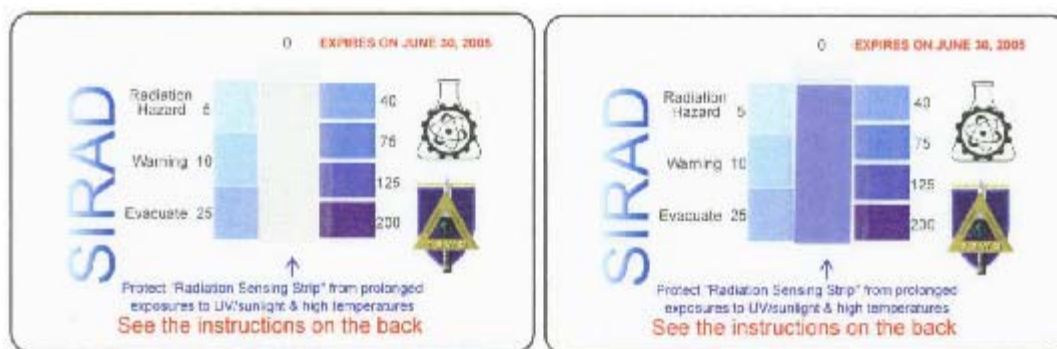 0 EXPIRES ON JUNE 30, 2005
SIRAD
Radiation
Hazard 5
Warning 10
Evacuate 25
40
75
125
200
Protect "Radiation Sensing Strip" from prolonged
exposures to UV/sunlight & high temperatures
See the instructions on the back
0 EXPIRES ON JUNE 30, 2005
SIRAD
Radiation
Hazard 5
Warning 10
Evacuate 25
40
75
125
200
Protect "Radiation Sensing Strip" from prolonged
exposures to UV/sunlight & high temperatures
See the instructions on the back